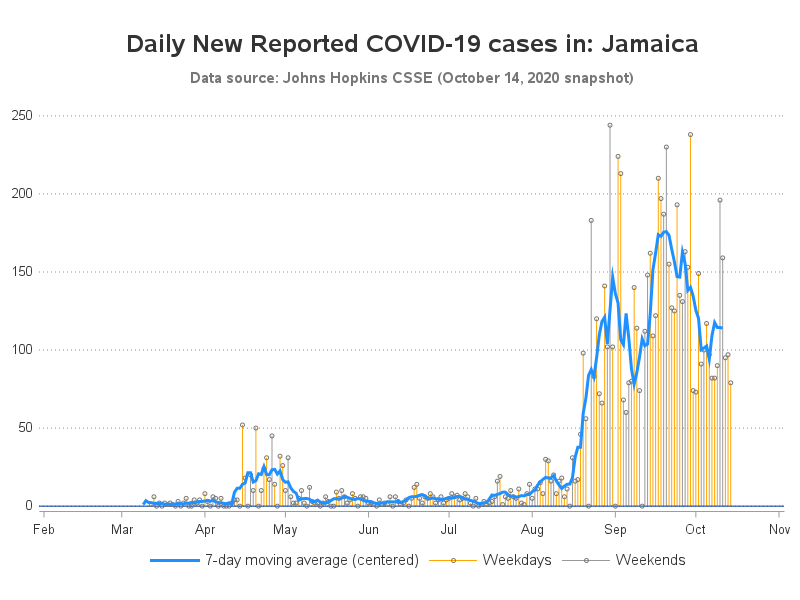 Daily New Reported COVID-19 cases in: Jamaica
Data source: Johns Hopkins CSSE (October 14, 2020 snapshot)
250
200
150
100
50
0
Feb Mar Apr May Jun Jul Aug Sep Oct Nov
7-day moving average (centered) Weekdays Weekends